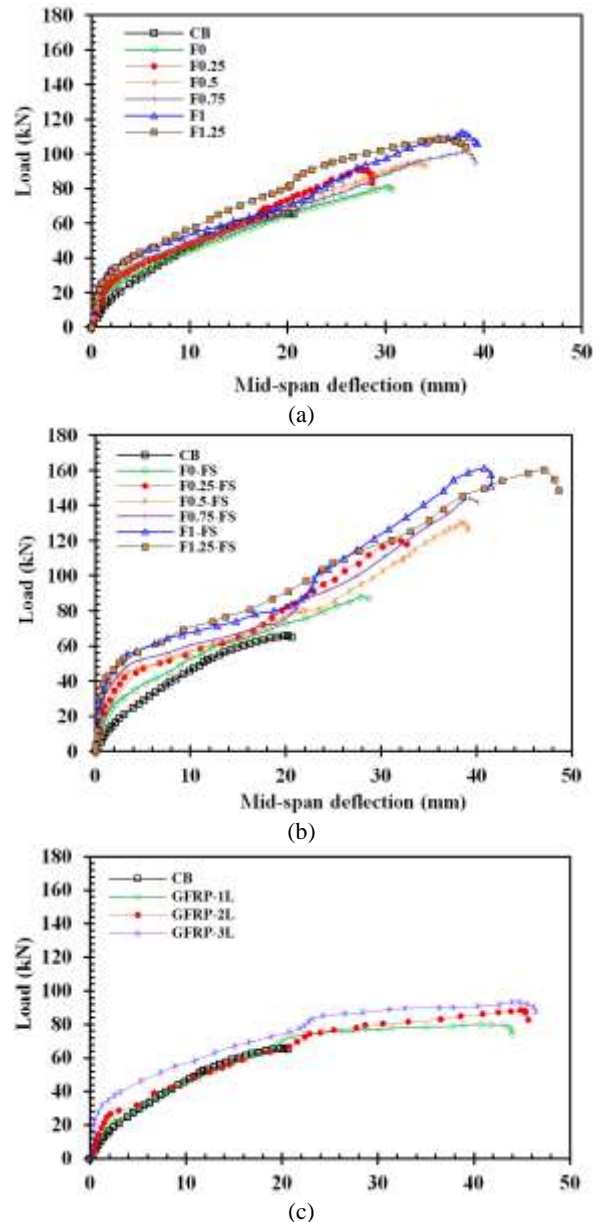 180
160
140
120
100
80
60
40
20
0
Load (kN)
CB
F0
F0.25
F0.5
F0.75
F1
F1.25
0 10 20 30 40 50
Mid-span deflection (mm)
(a)
180
160
140
120
100
80
60
40
20
0
Load (kN)
CB
F0-FS
F0.25-FS
F0.5-FS
F0.75-FS
F1-FS
F1.25-FS
0 10 20 30 40 50
Mid-span deflection (mm)
(b)
180
160
140
120
100
80
60
40
20
0
Load (kN)
CB
GFRP-1L
GFRP-2L
GFRP-3L
0 10 20 30 40 50
Mid-span deflection (mm)
(c)